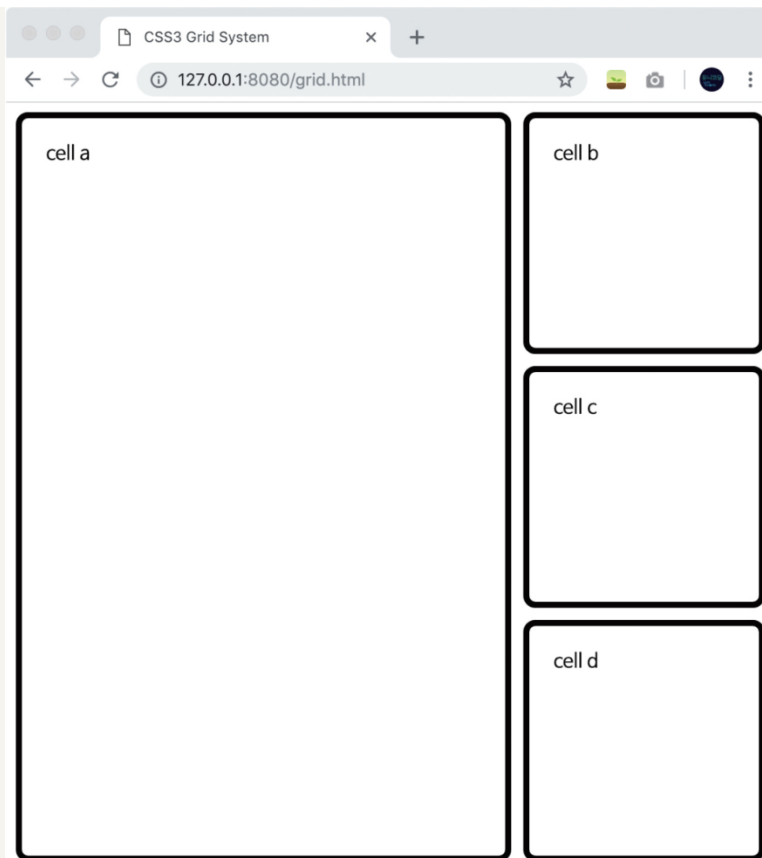 CSS3 Grid System
127.0.0.1:8080/grid.html
cell a
cell b
cell c
cell d